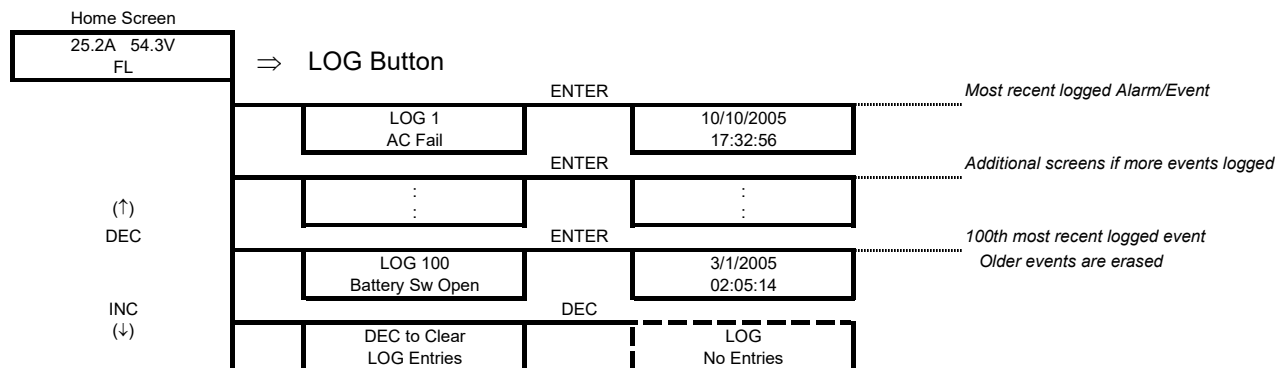 Home Screen
25.2A 54.3V
FL
⇒ LOG Button
ENTER
Most recent logged Alarm/Event
LOG 1
AC Fail
10/10/2005
17:32:56
ENTER
Additional screens if more events logged
:
:
:
:
(↑)
DEC
ENTER
100th most recent logged event
Older events are erased
LOG 100
Battery Sw Open
3/1/2005
02:05:14
INC
(↓)
DEC
DEC to Clear
LOG Entries
LOG
No Entries